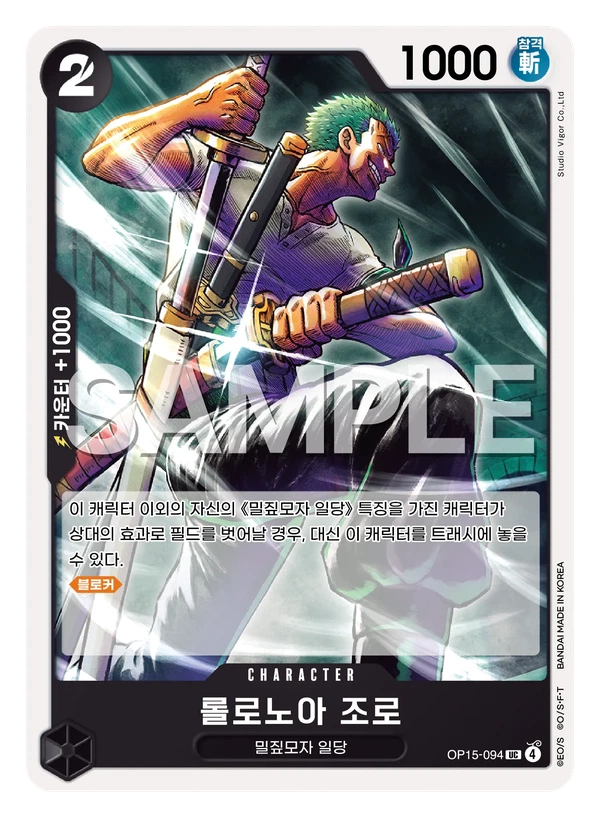 2
1000
참격
斬
Studio Vigor Co.,Ltd
카운터 +1000
SAMPLE
이 캐릭터 이외의 자신의 《밀짚모자 일당》 특징을 가진 캐릭터가
상대의 효과로 필드를 벗어날 경우, 대신 이 캐릭터를 트래시에 놓을
수 있다.
블로커
CHARACTER
롤로노아 조로
밀짚모자 일당
OP15-094 UC 4
©EO/S ©O/S·F·T BANDAI MADE IN KOREA